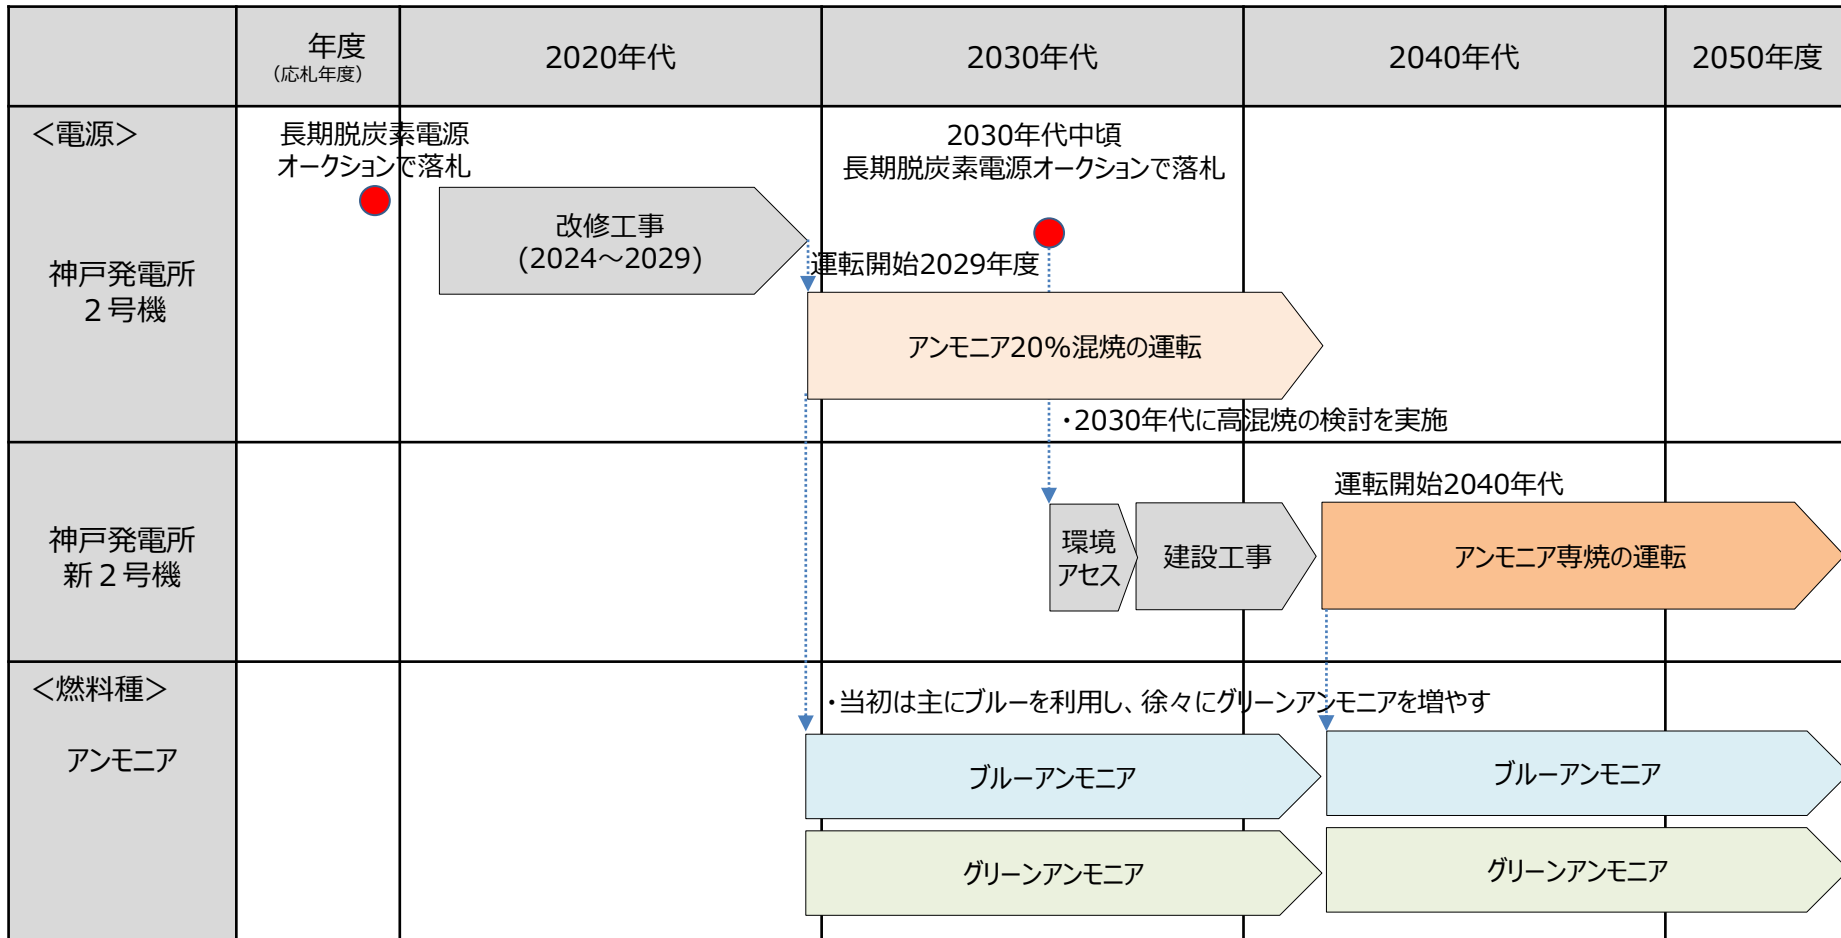 年度
(応札年度)
2020年代
2030年代
2040年代
2050年度
＜電源＞
神戸発電所
２号機
長期脱炭素電源
オークションで落札
改修工事
(2024～2029)
2030年代中頃
長期脱炭素電源オークションで落札
運転開始2029年度
アンモニア20%混焼の運転
・2030年代に高混焼の検討を実施
神戸発電所
新２号機
環境
アセス
建設工事
運転開始2040年代
アンモニア専焼の運転
＜燃料種＞
アンモニア
・当初は主にブルーを利用し、徐々にグリーンアンモニアを増やす
ブルーアンモニア
ブルーアンモニア
グリーンアンモニア
グリーンアンモニア